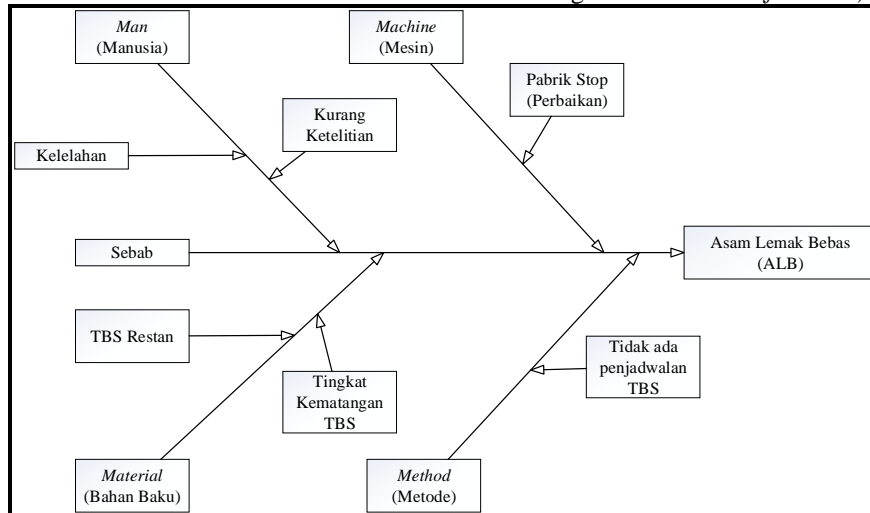 Man
(Manusia)
Machine
(Mesin)
Pabrik Stop
(Perbaikan)
Kurang
Ketelitian
Kelelahan
Sebab
Asam Lemak Bebas
(ALB)
TBS Restan
Tingkat
Kematangan
TBS
Tidak ada
penjadwalan
TBS
Material
(Bahan Baku)
Method
(Metode)